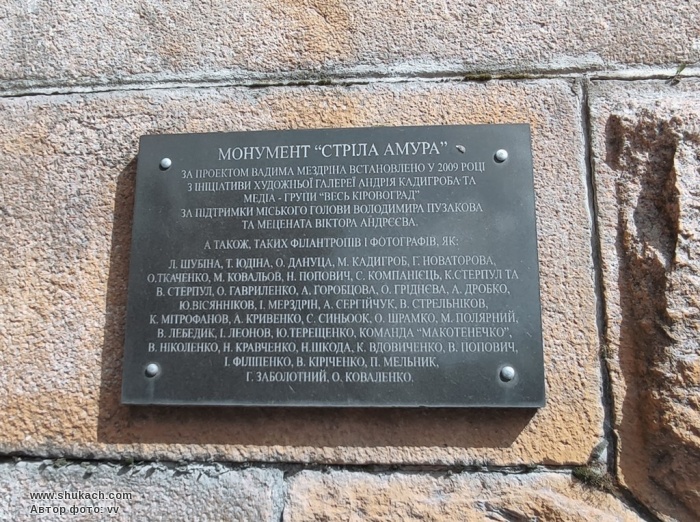 МОНУМЕНТ “СТРІЛА АМУРА”
ЗА ПРОЕКТОМ ВАДИМА МЕЗДРІНА ВСТАНОВЛЕНО У 2009 РОЦІ
З ІНІЦІАТИВИ ХУДОЖНЬОЇ ГАЛЕРЕЇ АНДРІЯ КАДИГРОБА ТА
МЕДІА - ГРУПИ “ВЕСЬ КІРОВОГРАД”
ЗА ПІДТРИМКИ МІСЬКОГО ГОЛОВИ ВОЛОДИМИРА ПУЗАКОВА
ТА МЕЦЕНАТА ВІКТОРА АНДРЄЄВА.
А ТАКОЖ, ТАКИХ ФІЛАНТРОПІВ І ФОТОГРАФІВ, ЯК:
Л. ШУБІНА, Т. ЮДІНА, О. ДАНУЦА, М. КАДИГРОБ, Г. НОВАТОРОВА,
О.ТКАЧЕНКО, М. КОВАЛЬОВ, Н. ПОПОВИЧ, С. КОМПАНІЄЦЬ, К.СТЕРПУЛ ТА
В. СТЕРПУЛ, О. ГАВРИЛЕНКО, А. ГОРОБЦОВА, О. ГРІДНЄВА, А. ДРОБКО,
Ю.ВІСЯННІКОВ, І. МЕРЗДРІН, А. СЕРГІЙЧУК, В. СТРЕЛЬНІКОВ,
К. МІТРОФАНОВ, А. КРИВЕНКО, С. СИНЬООК, О. ШРАМКО, М. ПОЛЯРНИЙ,
В. ЛЕБЕДИК, І. ЛЕОНОВ, Ю.ТЕРЕЩЕНКО, КОМАНДА “МАКОТЕНЕЧКО”,
В. НІКОЛЕНКО, Н. КРАВЧЕНКО, Н.ШКОДА, К. ВДОВИЧЕНКО, В. ПОПОВИЧ,
І. ФІЛІПЕНКО, В. КІРІЧЕНКО, П. МЕЛЬНИК,
Г. ЗАБОЛОТНИЙ, О. КОВАЛЕНКО.
www.shukach.com
Автор фото: vv